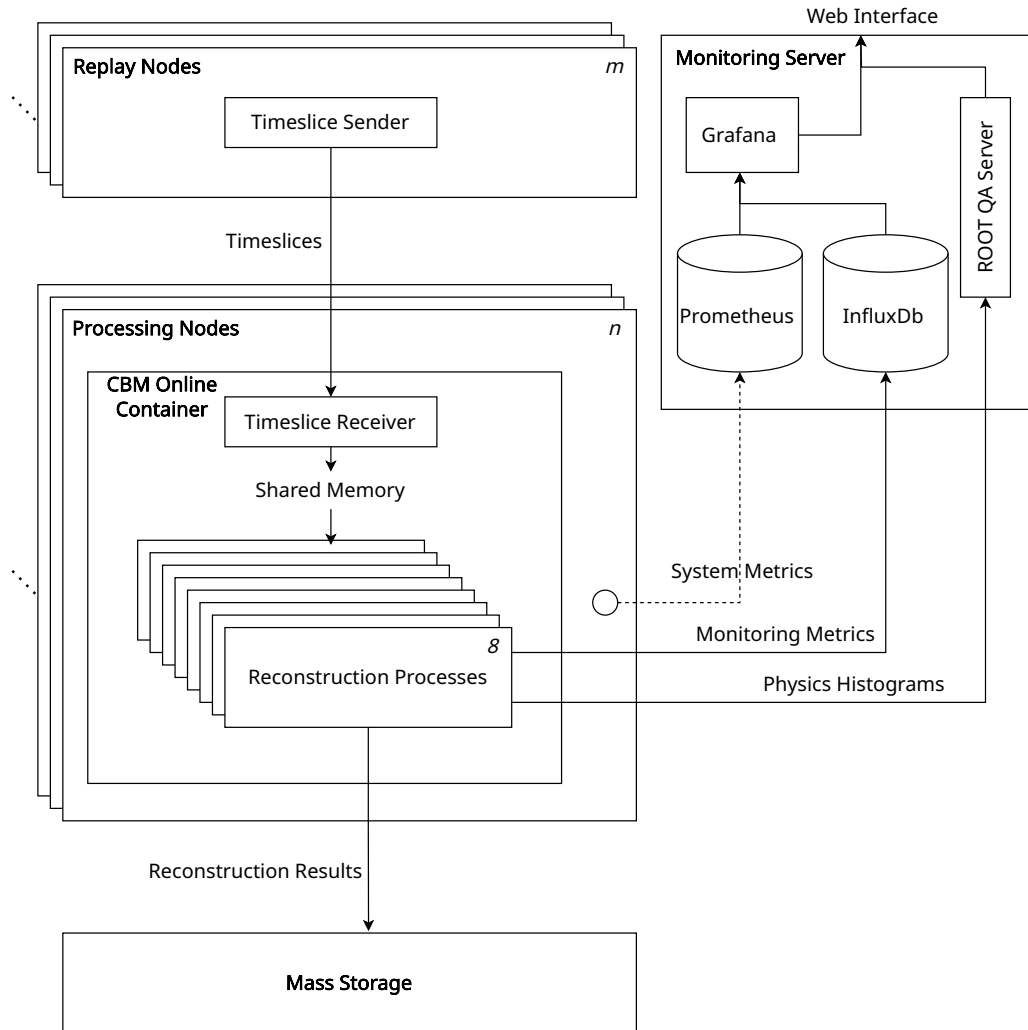 Web Interface
Replay Nodes
m
Timeslice Sender
Timeslices
Monitoring Server
Grafana
ROOT QA Server
Prometheus
InfluxDb
Processing Nodes
n
CBM Online
Container
Timeslice Receiver
Shared Memory
8
Reconstruction Processes
System Metrics
Monitoring Metrics
Physics Histograms
Reconstruction Results
Mass Storage